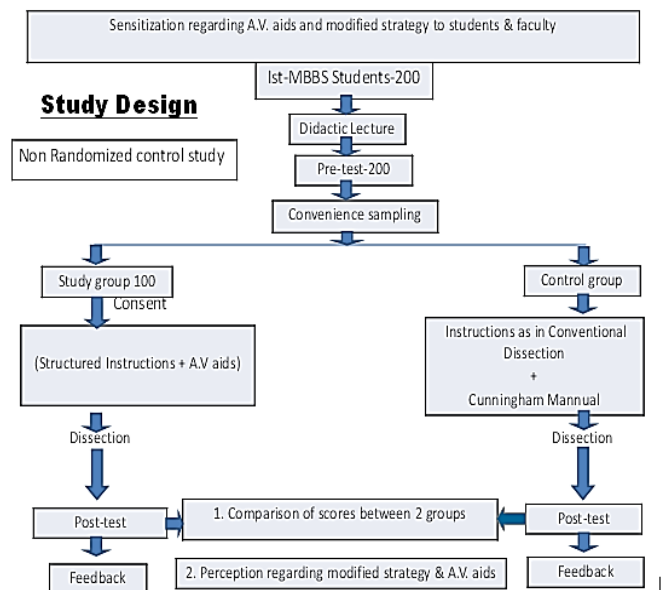 Sensitization regarding A.V. aids and modified strategy to students & faculty
Ist-MBBS Students-200
Study Design
Didactic Lecture
Non Randomized control study
Pre-test-200
Convenience sampling
Study group 100
Control group
Consent
(Structured Instructions + A.V aids)
Instructions as in Conventional
Dissection
+
Cunningham Mannual
Dissection
Dissection
Post-test
1. Comparison of scores between 2 groups
Post-test
Feedback
2. Perception regarding modified strategy & A.V. aids
Feedback